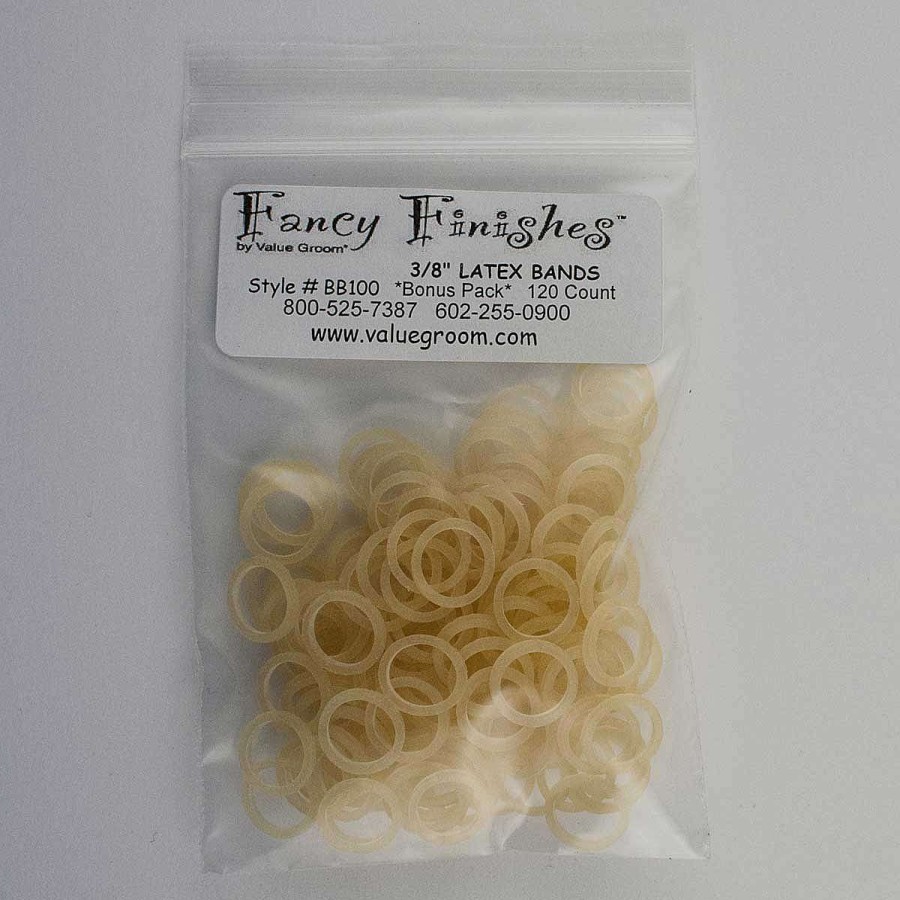 Fancy Finishes™
by Value Groom*
3/8" LATEX BANDS
Style # BB100 *Bonus Pack* 120 Count
800-525-7387 602-255-0900
www.valuegroom.com